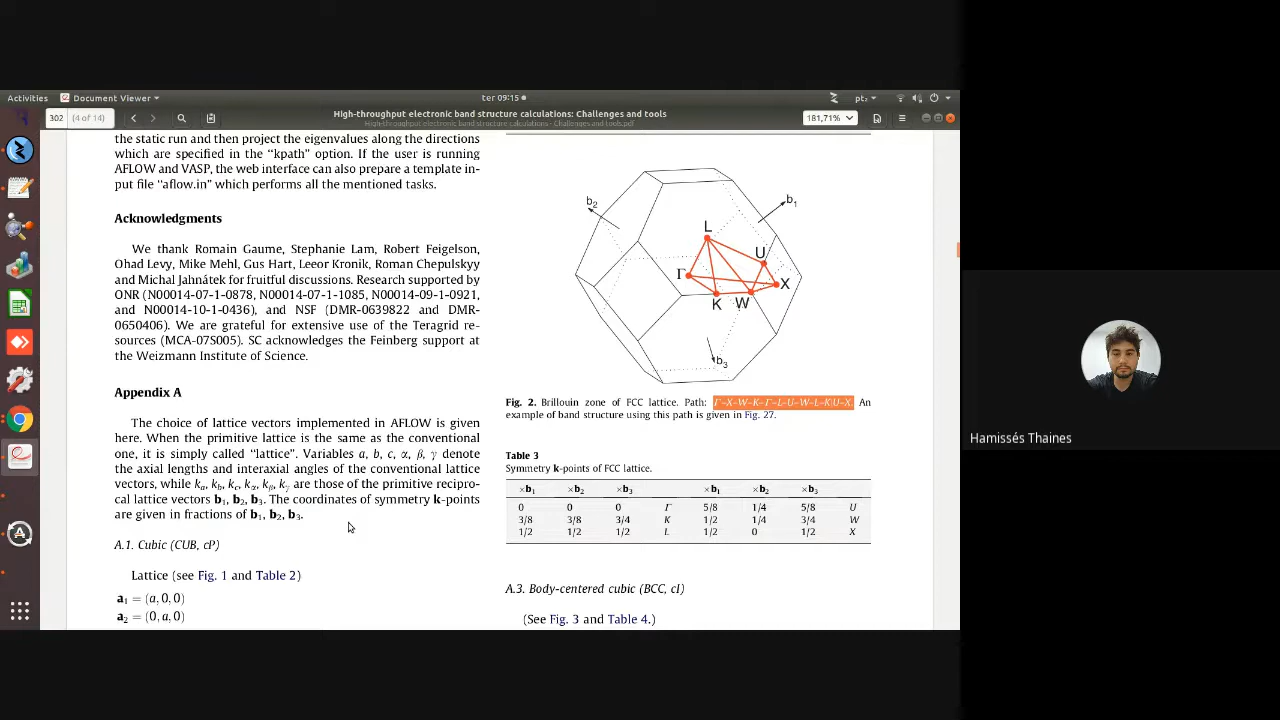 Activities
Document Viewer
ter 09:15
pt₂
302
(4 of 14)
High-throughput electronic band structure calculations: Challenges and tools
High-throughput electronic band structure calculations - Challenges and tools.pdf
181,71%
the static run and then project the eigenvalues along the directions
which are specified in the “kpath” option. If the user is running
AFLOW and VASP, the web interface can also prepare a template in-
put file “aflow.in” which performs all the mentioned tasks.
Acknowledgments
We thank Romain Gaume, Stephanie Lam, Robert Feigelson,
Ohad Levy, Mike Mehl, Gus Hart, Leeor Kronik, Roman Chepulskyy
and Michal Jahnátek for fruitful discussions. Research supported by
ONR (N00014-07-1-0878, N00014-07-1-1085, N00014-09-1-0921,
and N00014-10-1-0436), and NSF (DMR-0639822 and DMR-
0650406). We are grateful for extensive use of the Teragrid re-
sources (MCA-07S005). SC acknowledges the Feinberg support at
the Weizmann Institute of Science.
Appendix A
The choice of lattice vectors implemented in AFLOW is given
here. When the primitive lattice is the same as the conventional
one, it is simply called “lattice”. Variables a, b, c, α, β, γ denote
the axial lengths and interaxial angles of the conventional lattice
vectors, while kₐ, k_b, k_c, k_α, k_β, k_γ are those of the primitive recipro-
cal lattice vectors b₁, b₂, b₃. The coordinates of symmetry k-points
are given in fractions of b₁, b₂, b₃.
A.1. Cubic (CUB, cP)
Lattice (see Fig. 1 and Table 2)
a₁ = (a, 0, 0)
a₂ = (0, a, 0)
b₂
b₁
L
U
Γ
X
K
W
b₃
Fig. 2. Brillouin zone of FCC lattice. Path: Γ–X–W–K–Γ–L–U–W–L–K|U–X. An
example of band structure using this path is given in Fig. 27.
Table 3
Symmetry k-points of FCC lattice.
×b₁ ×b₂ ×b₃ ×b₁ ×b₂ ×b₃
0 0 0 Γ 5/8 1/4 5/8 U
3/8 3/8 3/4 K 1/2 1/4 3/4 W
1/2 1/2 1/2 L 1/2 0 1/2 X
A.3. Body-centered cubic (BCC, cI)
(See Fig. 3 and Table 4.)
Hamissés Thaines